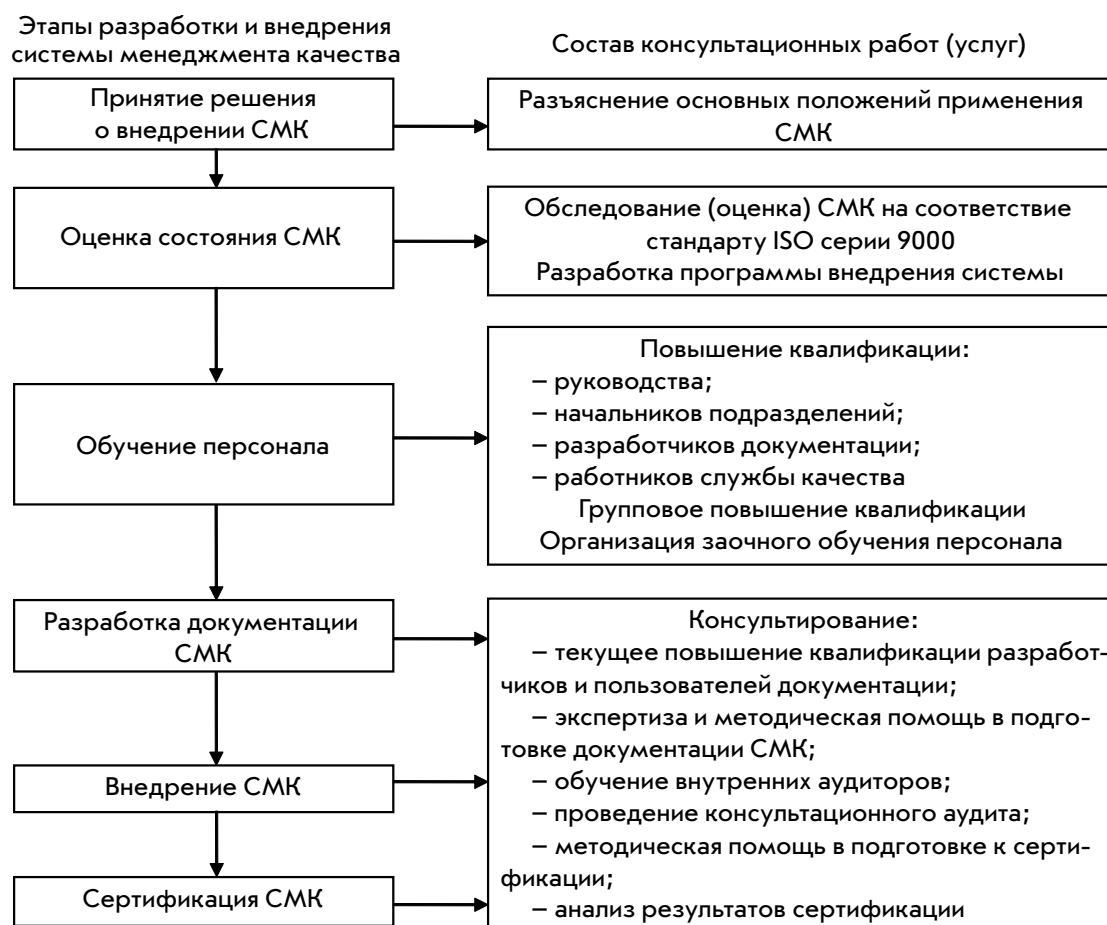 Этапы разработки и внедрения
системы менеджмента качества
Состав консультационных работ (услуг)
Принятие решения
о внедрении СМК
Разъяснение основных положений применения
СМК
Оценка состояния СМК
Обследование (оценка) СМК на соответствие
стандарту ISO серии 9000
Разработка программы внедрения системы
Обучение персонала
Повышение квалификации:
– руководства;
– начальников подразделений;
– разработчиков документации;
– работников службы качества
Групповое повышение квалификации
Организация заочного обучения персонала
Разработка документации
СМК
Внедрение СМК
Сертификация СМК
Консультирование:
– текущее повышение квалификации разработ-
чиков и пользователей документации;
– экспертиза и методическая помощь в подго-
товке документации СМК;
– обучение внутренних аудиторов;
– проведение консультационного аудита;
– методическая помощь в подготовке к серти-
фикации;
– анализ результатов сертификации